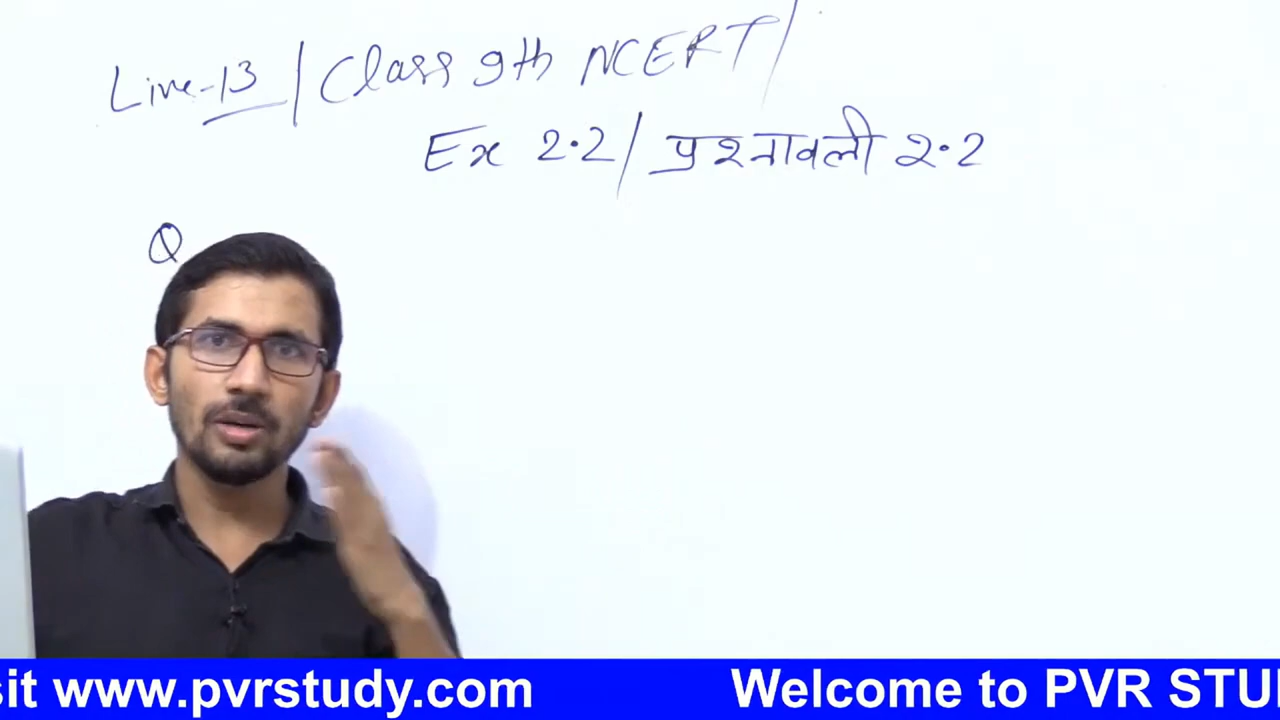 Live-13 / Class 9th NCERT /
Ex 2.2 / प्रश्नावली 2.2
Q
sit www.pvrstudy.com Welcome to PVR STU